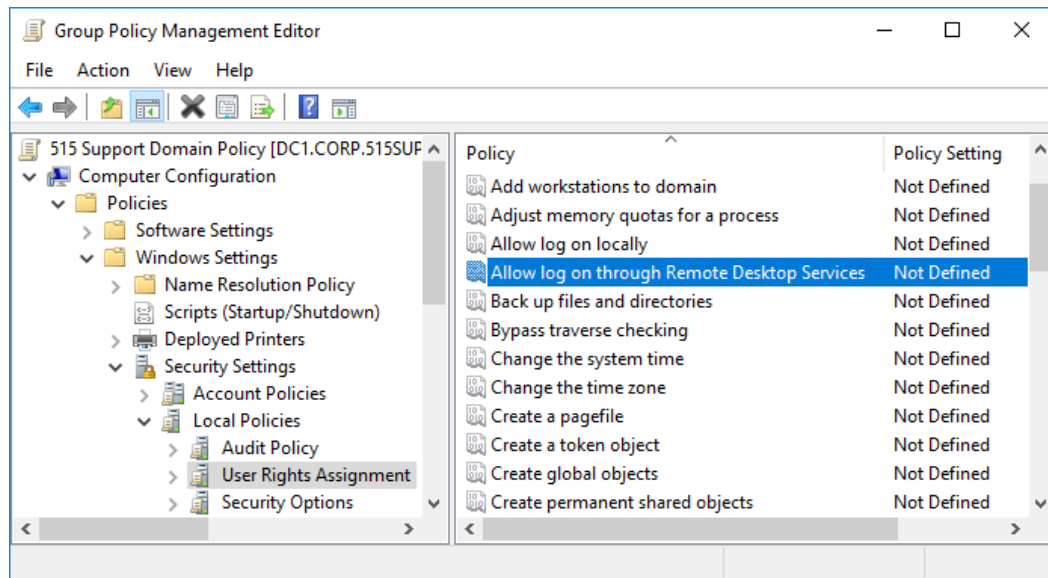 Group Policy Management Editor
File Action View Help
515 Support Domain Policy [DC1.CORP.515SUP
Computer Configuration
Policies
Software Settings
Windows Settings
Name Resolution Policy
Scripts (Startup/Shutdown)
Deployed Printers
Security Settings
Account Policies
Local Policies
Audit Policy
User Rights Assignment
Security Options
Policy Policy Setting
Add workstations to domain Not Defined
Adjust memory quotas for a process Not Defined
Allow log on locally Not Defined
Allow log on through Remote Desktop Services Not Defined
Back up files and directories Not Defined
Bypass traverse checking Not Defined
Change the system time Not Defined
Change the time zone Not Defined
Create a pagefile Not Defined
Create a token object Not Defined
Create global objects Not Defined
Create permanent shared objects Not Defined